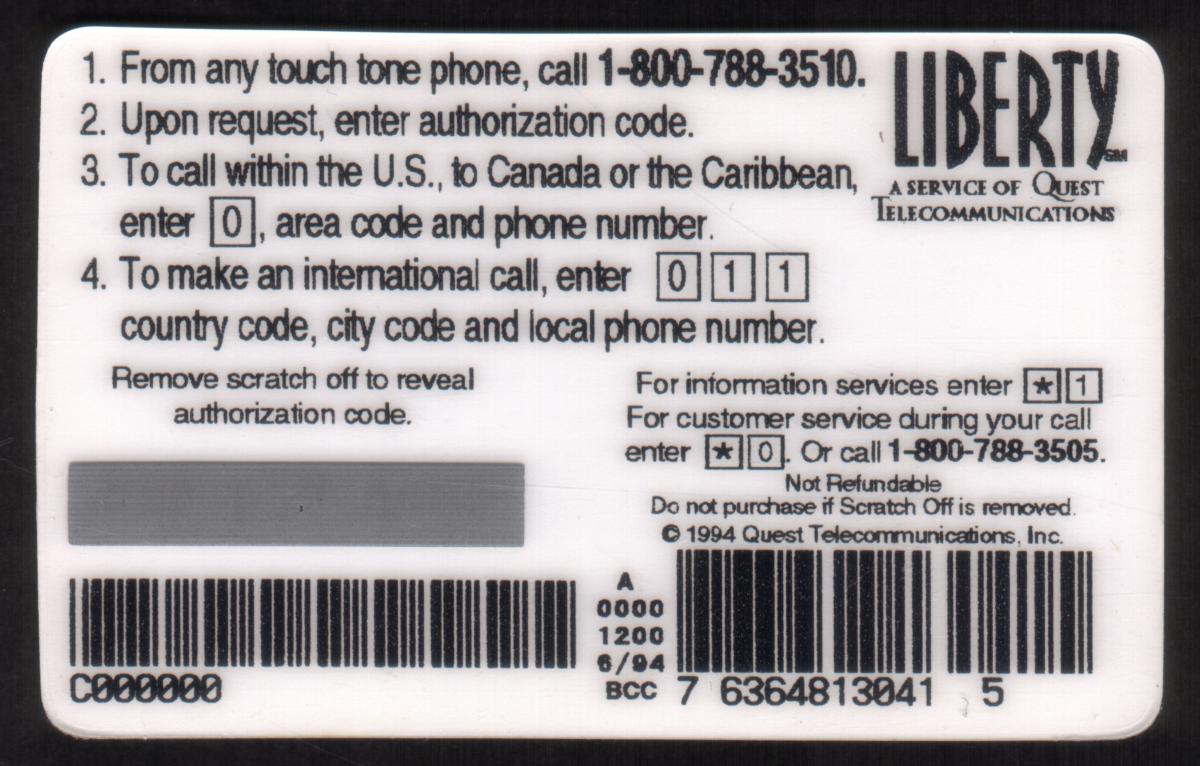 1. From any touch tone phone, call 1-800-788-3510.
2. Upon request, enter authorization code.
3. To call within the U.S., to Canada or the Caribbean,
enter 0, area code and phone number.
4. To make an international call, enter 0 1 1
country code, city code and local phone number.
LIBERTY SM
A SERVICE OF QUEST
TELECOMMUNICATIONS
Remove scratch off to reveal
authorization code.
For information services enter * 1
For customer service during your call
enter * 0. Or call 1-800-788-3505.
Not Refundable
Do not purchase if Scratch Off is removed.
© 1994 Quest Telecommunications, Inc.
C000000
A
0000
1200
6/94
BCC
7 6364813041 5